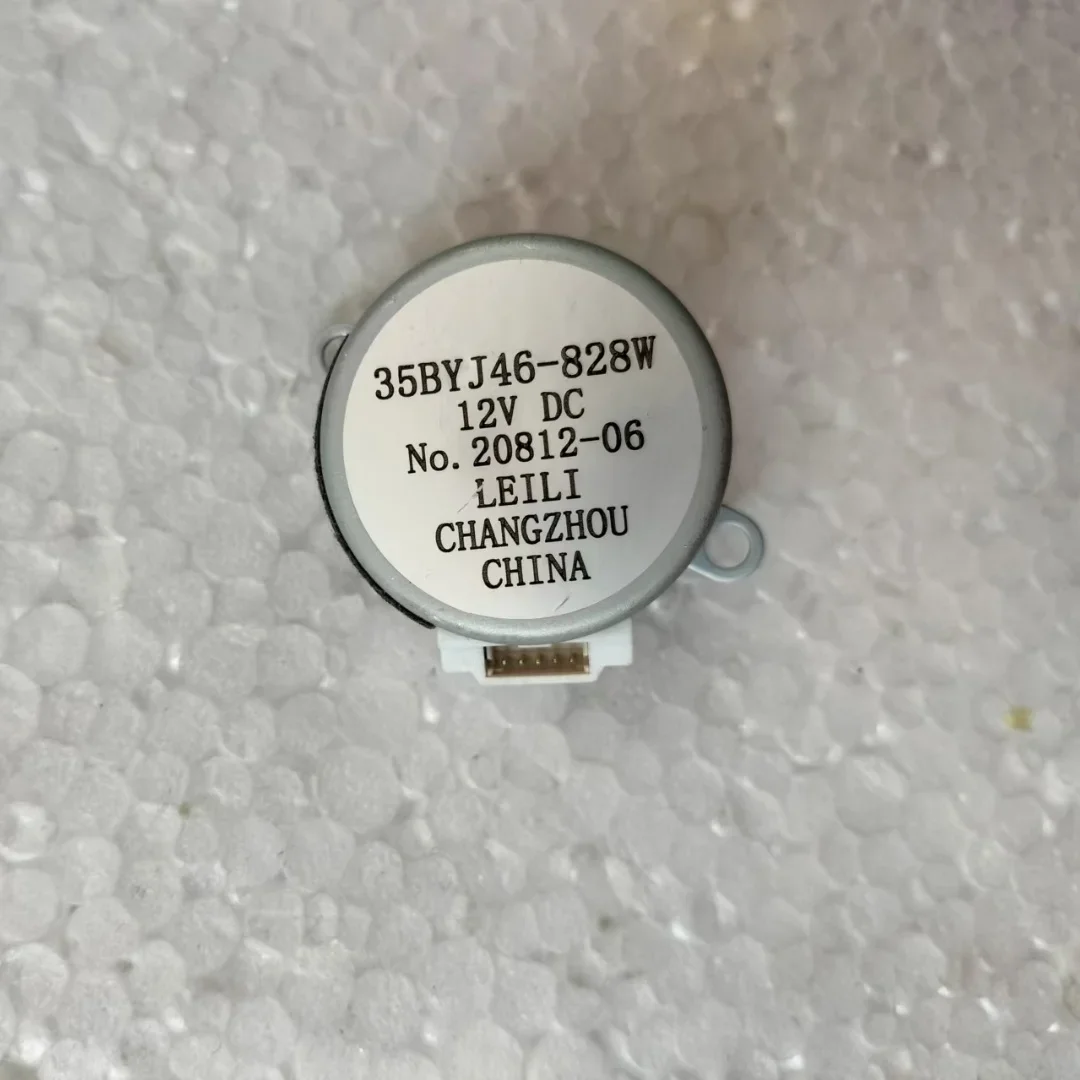 35BYJ46-828W
12V DC
No. 20812-06
LEILI
CHANGZHOU
CHINA